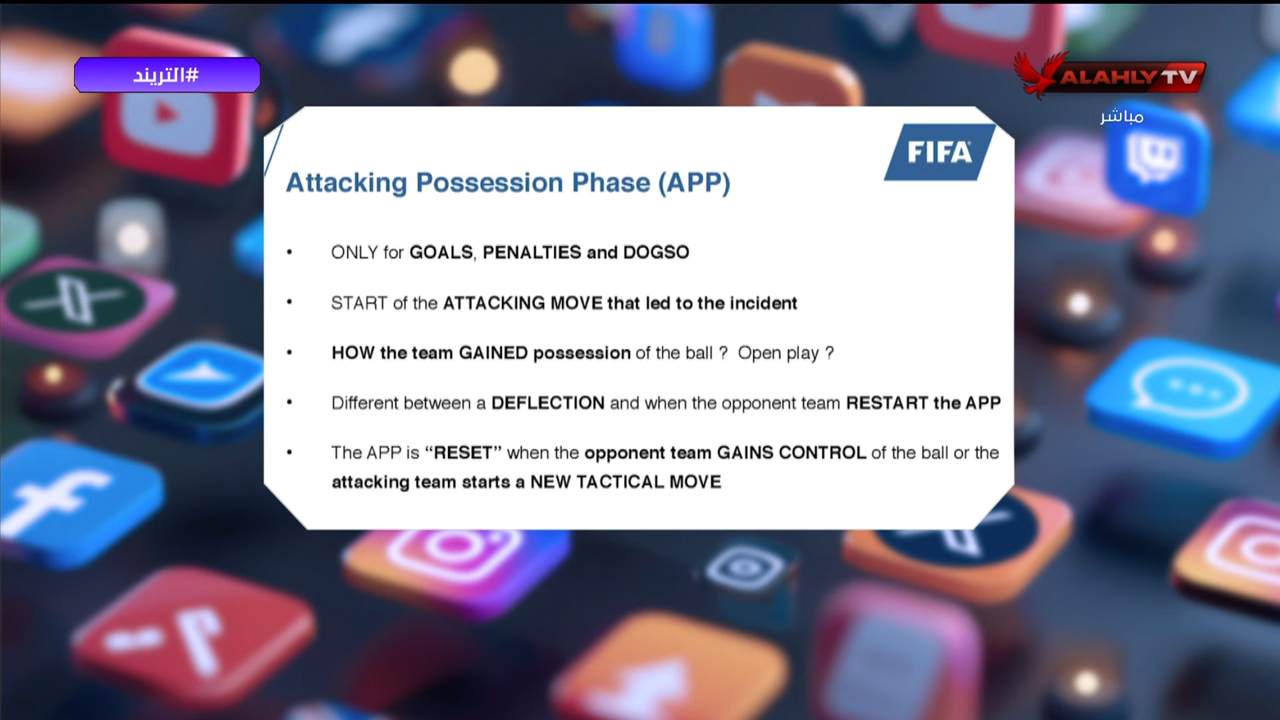 #التريند
ALAHLY TV
مباشر
FIFA
Attacking Possession Phase (APP)
• ONLY for GOALS, PENALTIES and DOGSO
• START of the ATTACKING MOVE that led to the incident
• HOW the team GAINED possession of the ball ? Open play ?
• Different between a DEFLECTION and when the opponent team RESTART the APP
• The APP is “RESET” when the opponent team GAINS CONTROL of the ball or the
attacking team starts a NEW TACTICAL MOVE